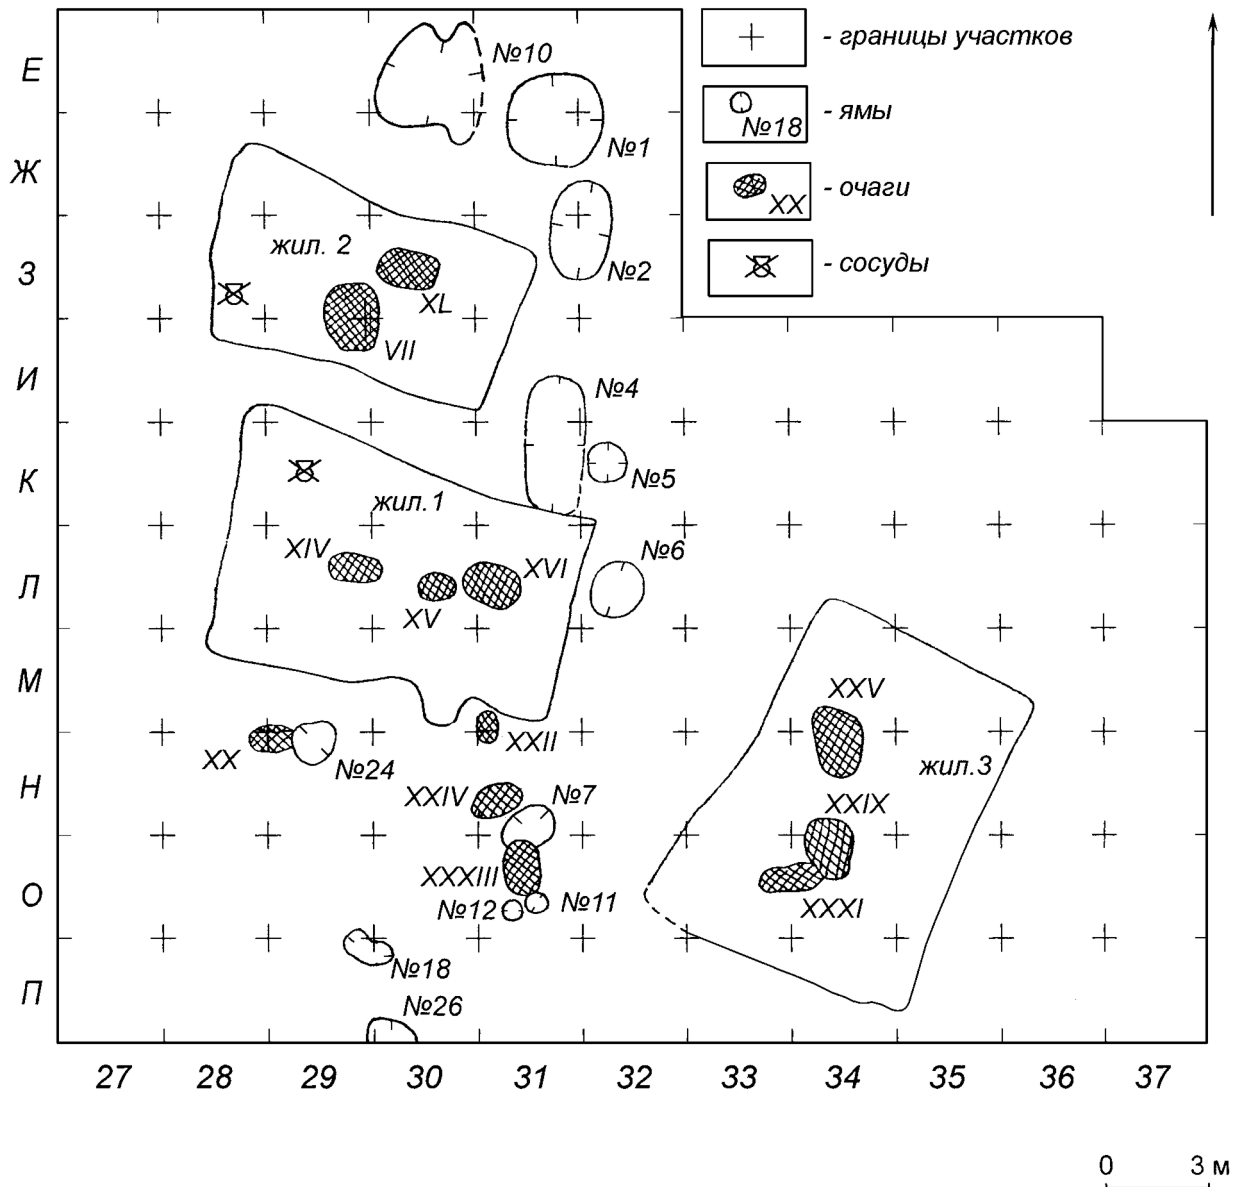 Е
№10
- границы участков
№18
- ямы
№1
Ж
XX
- очаги
жил. 2
З
№2
- сосуды
XL
VII
И
№4
К
№5
жил.1
XIV
XVI
№6
Л
XV
М
XXV
XX
№24
XXII
жил.3
Н
XXIV
№7
XXIX
XXXIII
О
№12
№11
XXXI
№18
П
№26
27 28 29 30 31 32 33 34 35 36 37
0 3 м